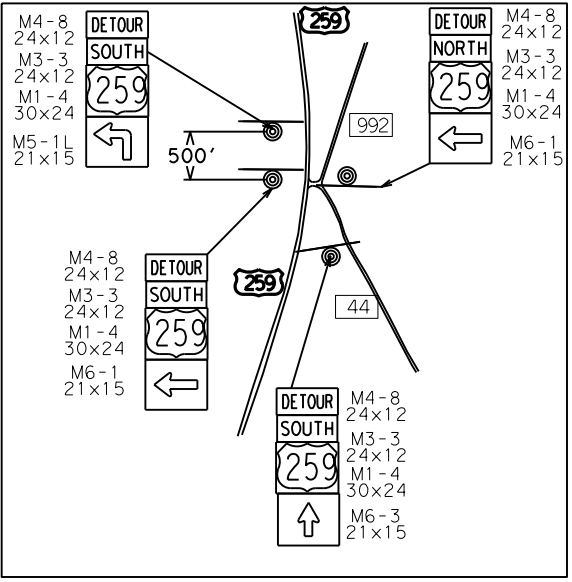 M4-8
24x12
M3-3
24x12
M1-4
30x24
M5-1L
21x15
DETOUR
SOUTH
259
259
DETOUR
NORTH
259
M4-8
24x12
M3-3
24x12
M1-4
30x24
M6-1
21x15
992
500'
M4-8
24x12
M3-3
24x12
M1-4
30x24
M6-1
21x15
DETOUR
SOUTH
259
259
44
DETOUR
SOUTH
259
M4-8
24x12
M3-3
24x12
M1-4
30x24
M6-3
21x15